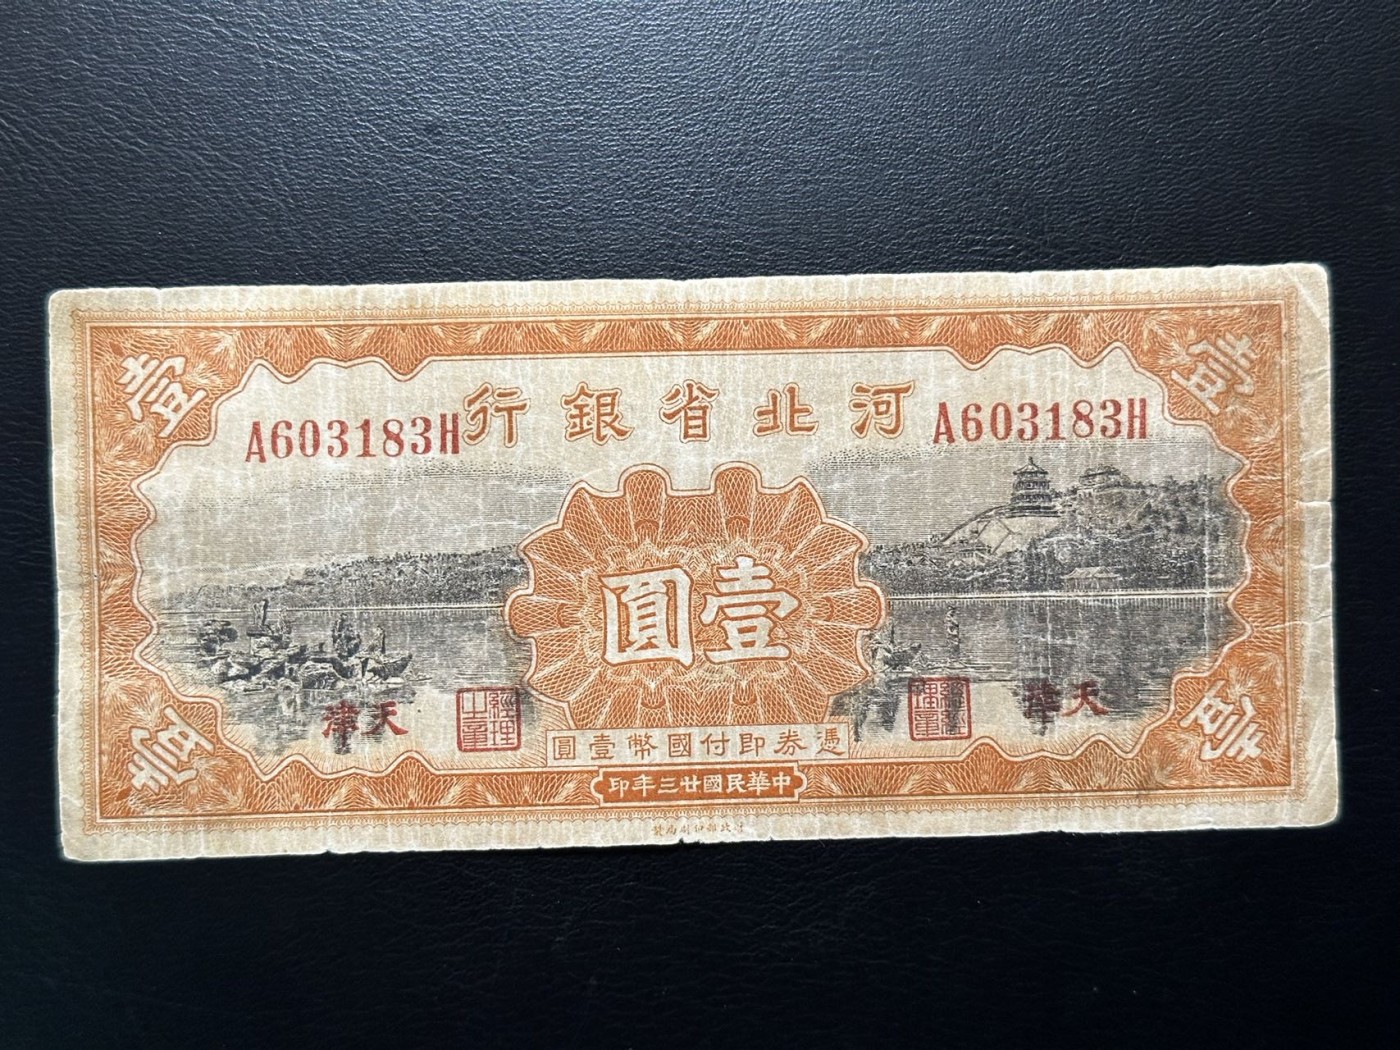 壹 壹
河北省銀行
A603183H A603183H
壹圓
天津 天津
憑券即付國幣壹圓
中華民國廿三年印
壹 壹